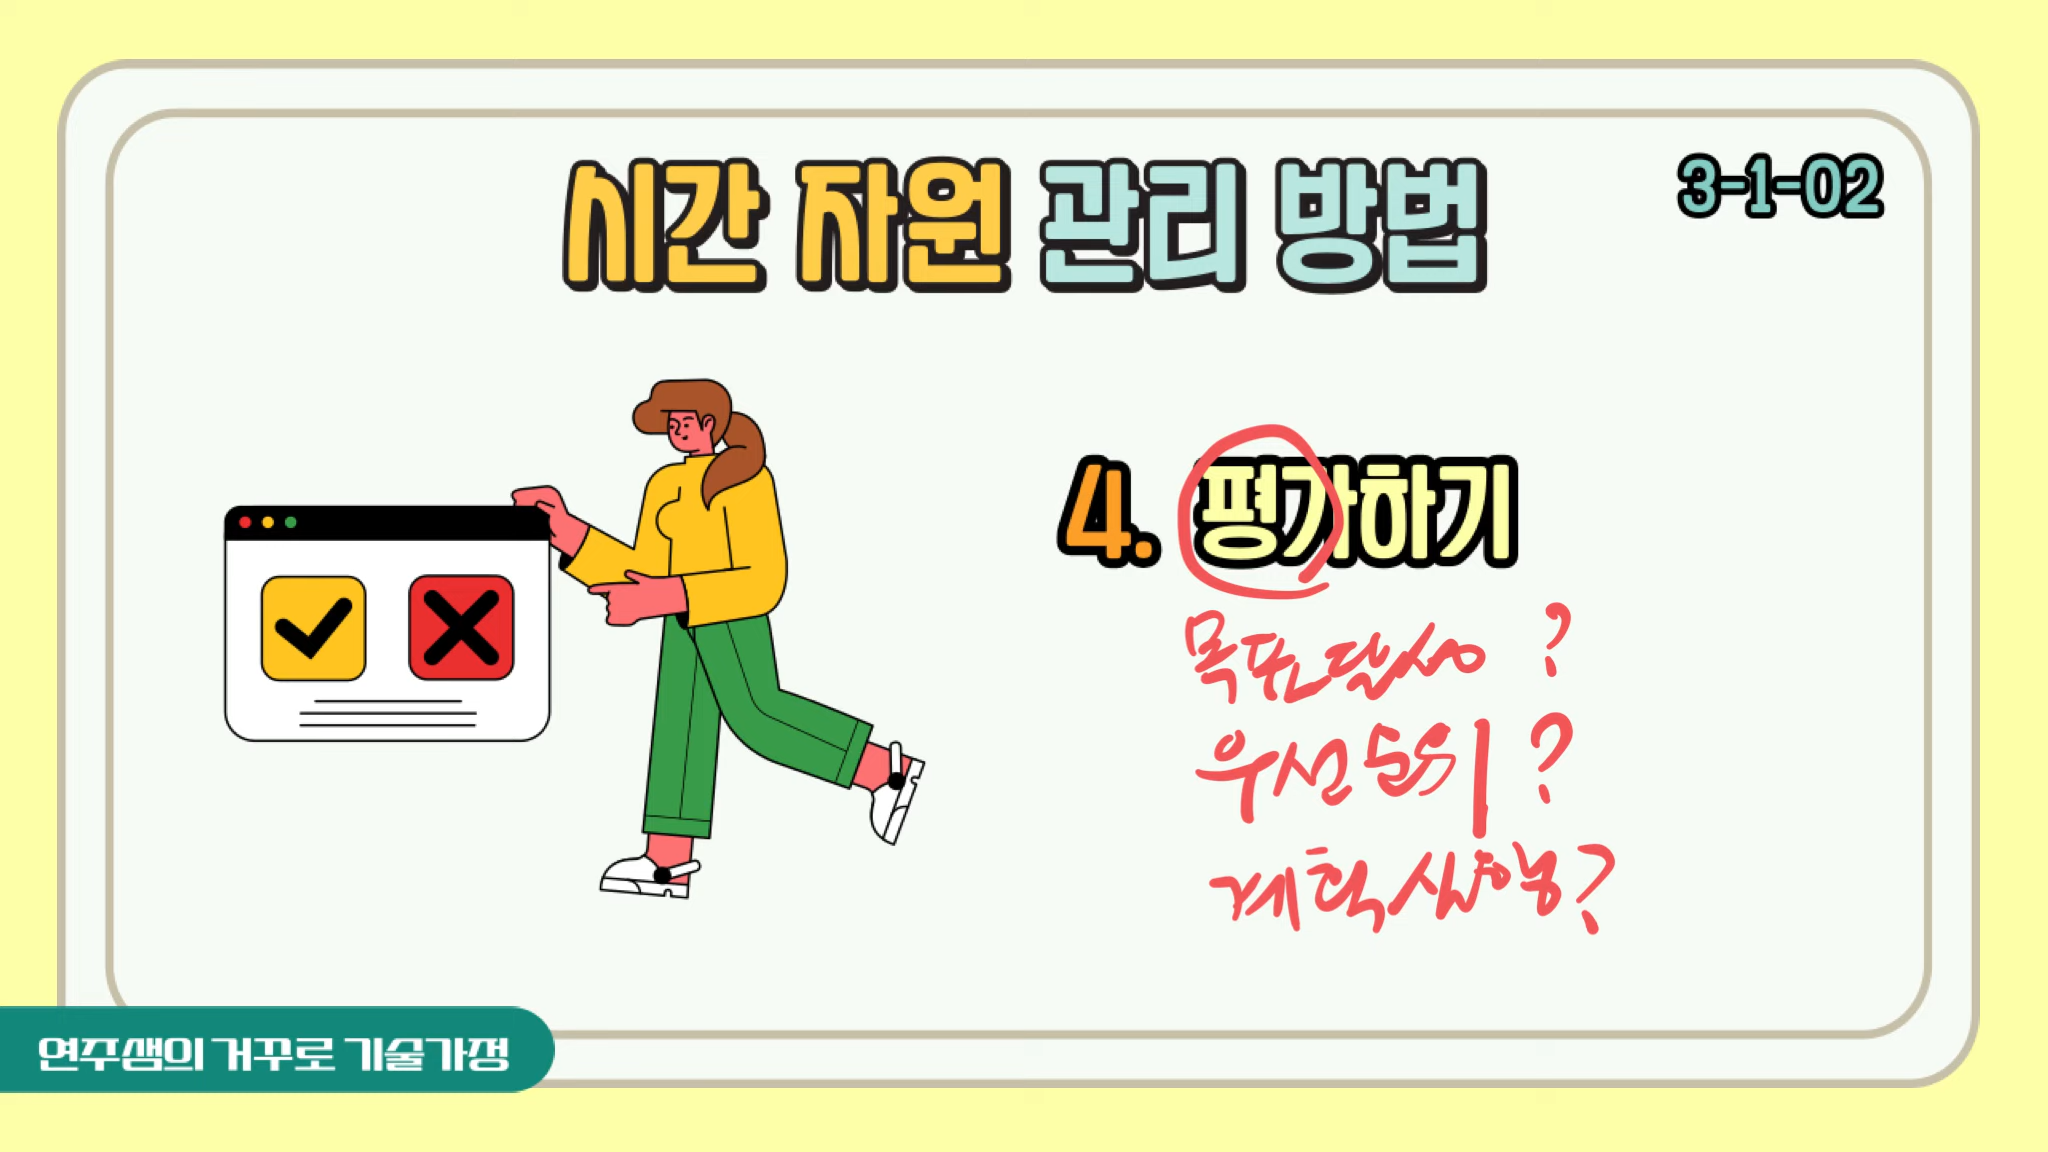 시간 자원 관리 방법
3-1-02
4. 평가하기
목표달성 ?
우선순위 ?
계획실행 ?
연주쌤의 거꾸로 기술가정